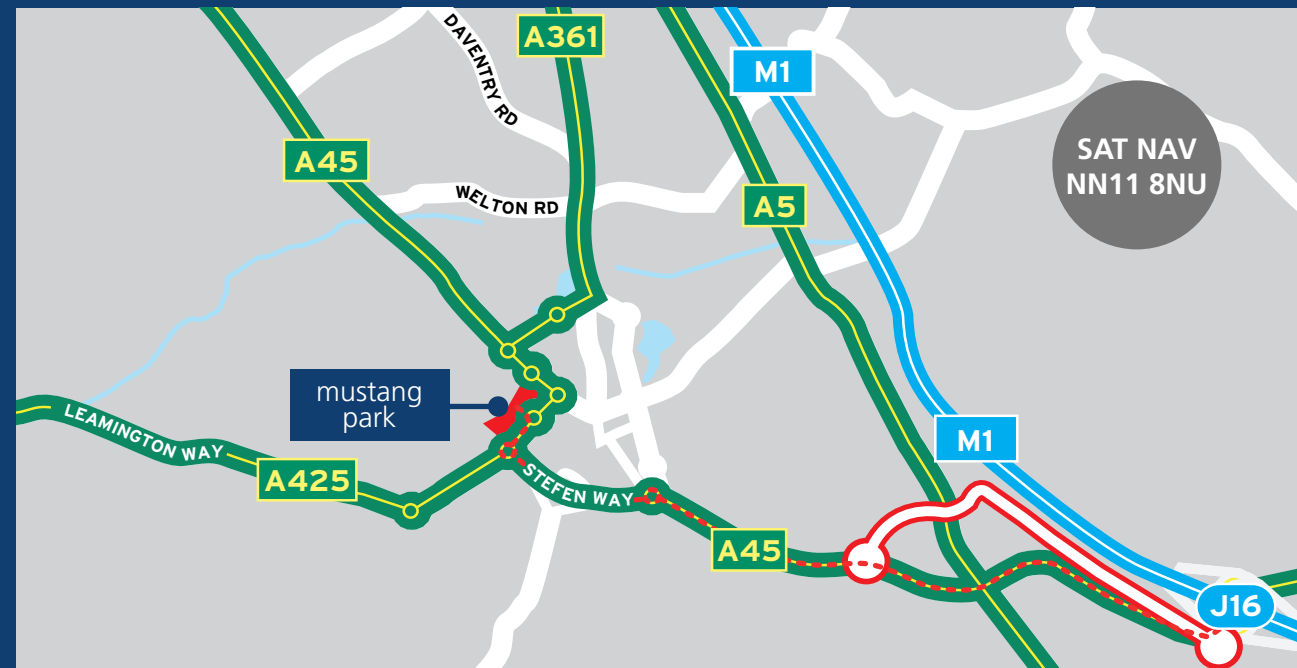 DAVENTRY RD
A361
M1
A45
SAT NAV
NN11 8NU
WELTON RD
A5
mustang
park
LEAMINGTON WAY
A425
STEFEN WAY
M1
A45
J16